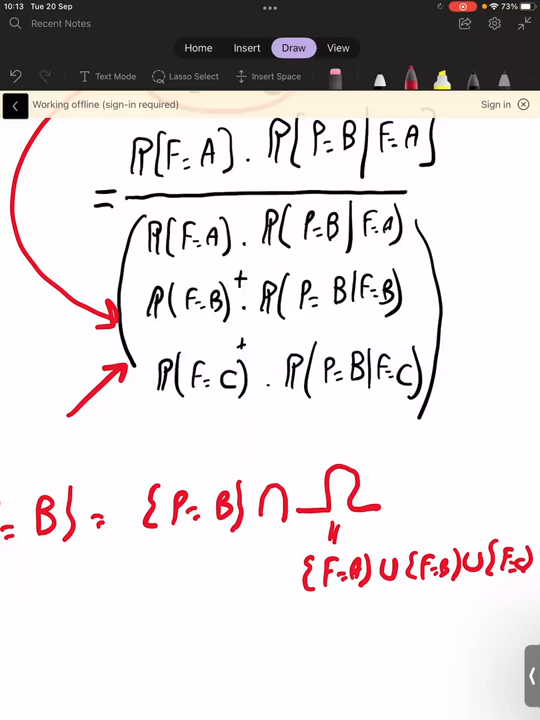 10:13 Tue 20 Sep 73%
Recent Notes
Home Insert Draw View
Text Mode Lasso Select Insert Space
Working offline (sign-in required) Sign in
ℙ[F=A] . ℙ[P=B|F=A]
=
(ℙ(F=A) . ℙ(P=B|F=A)
+
ℙ(F=B) . ℙ(P=B|F=B)
+
ℙ(F=C) . ℙ(P=B|F=C))
= B} = {P=B} ∩ Ω
"
{F=A} ∪ {F=B} ∪ {F=C}